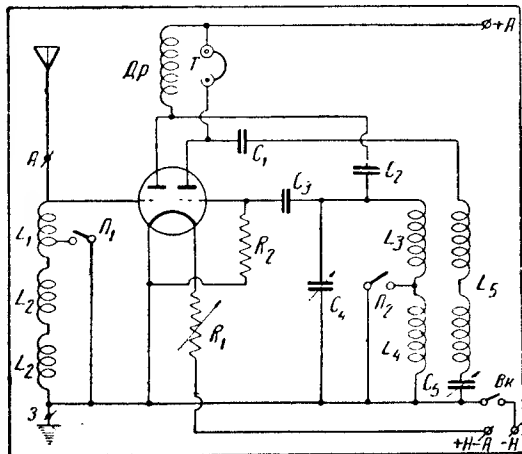 Др
T
+A
A
C₁
C₂
C₃
L₁
П₁
R₂
C₄
L₃
П₂
L₅
L₂
R₁
L₄
L₂
C₅
Вк
З
+Н-А
-Н